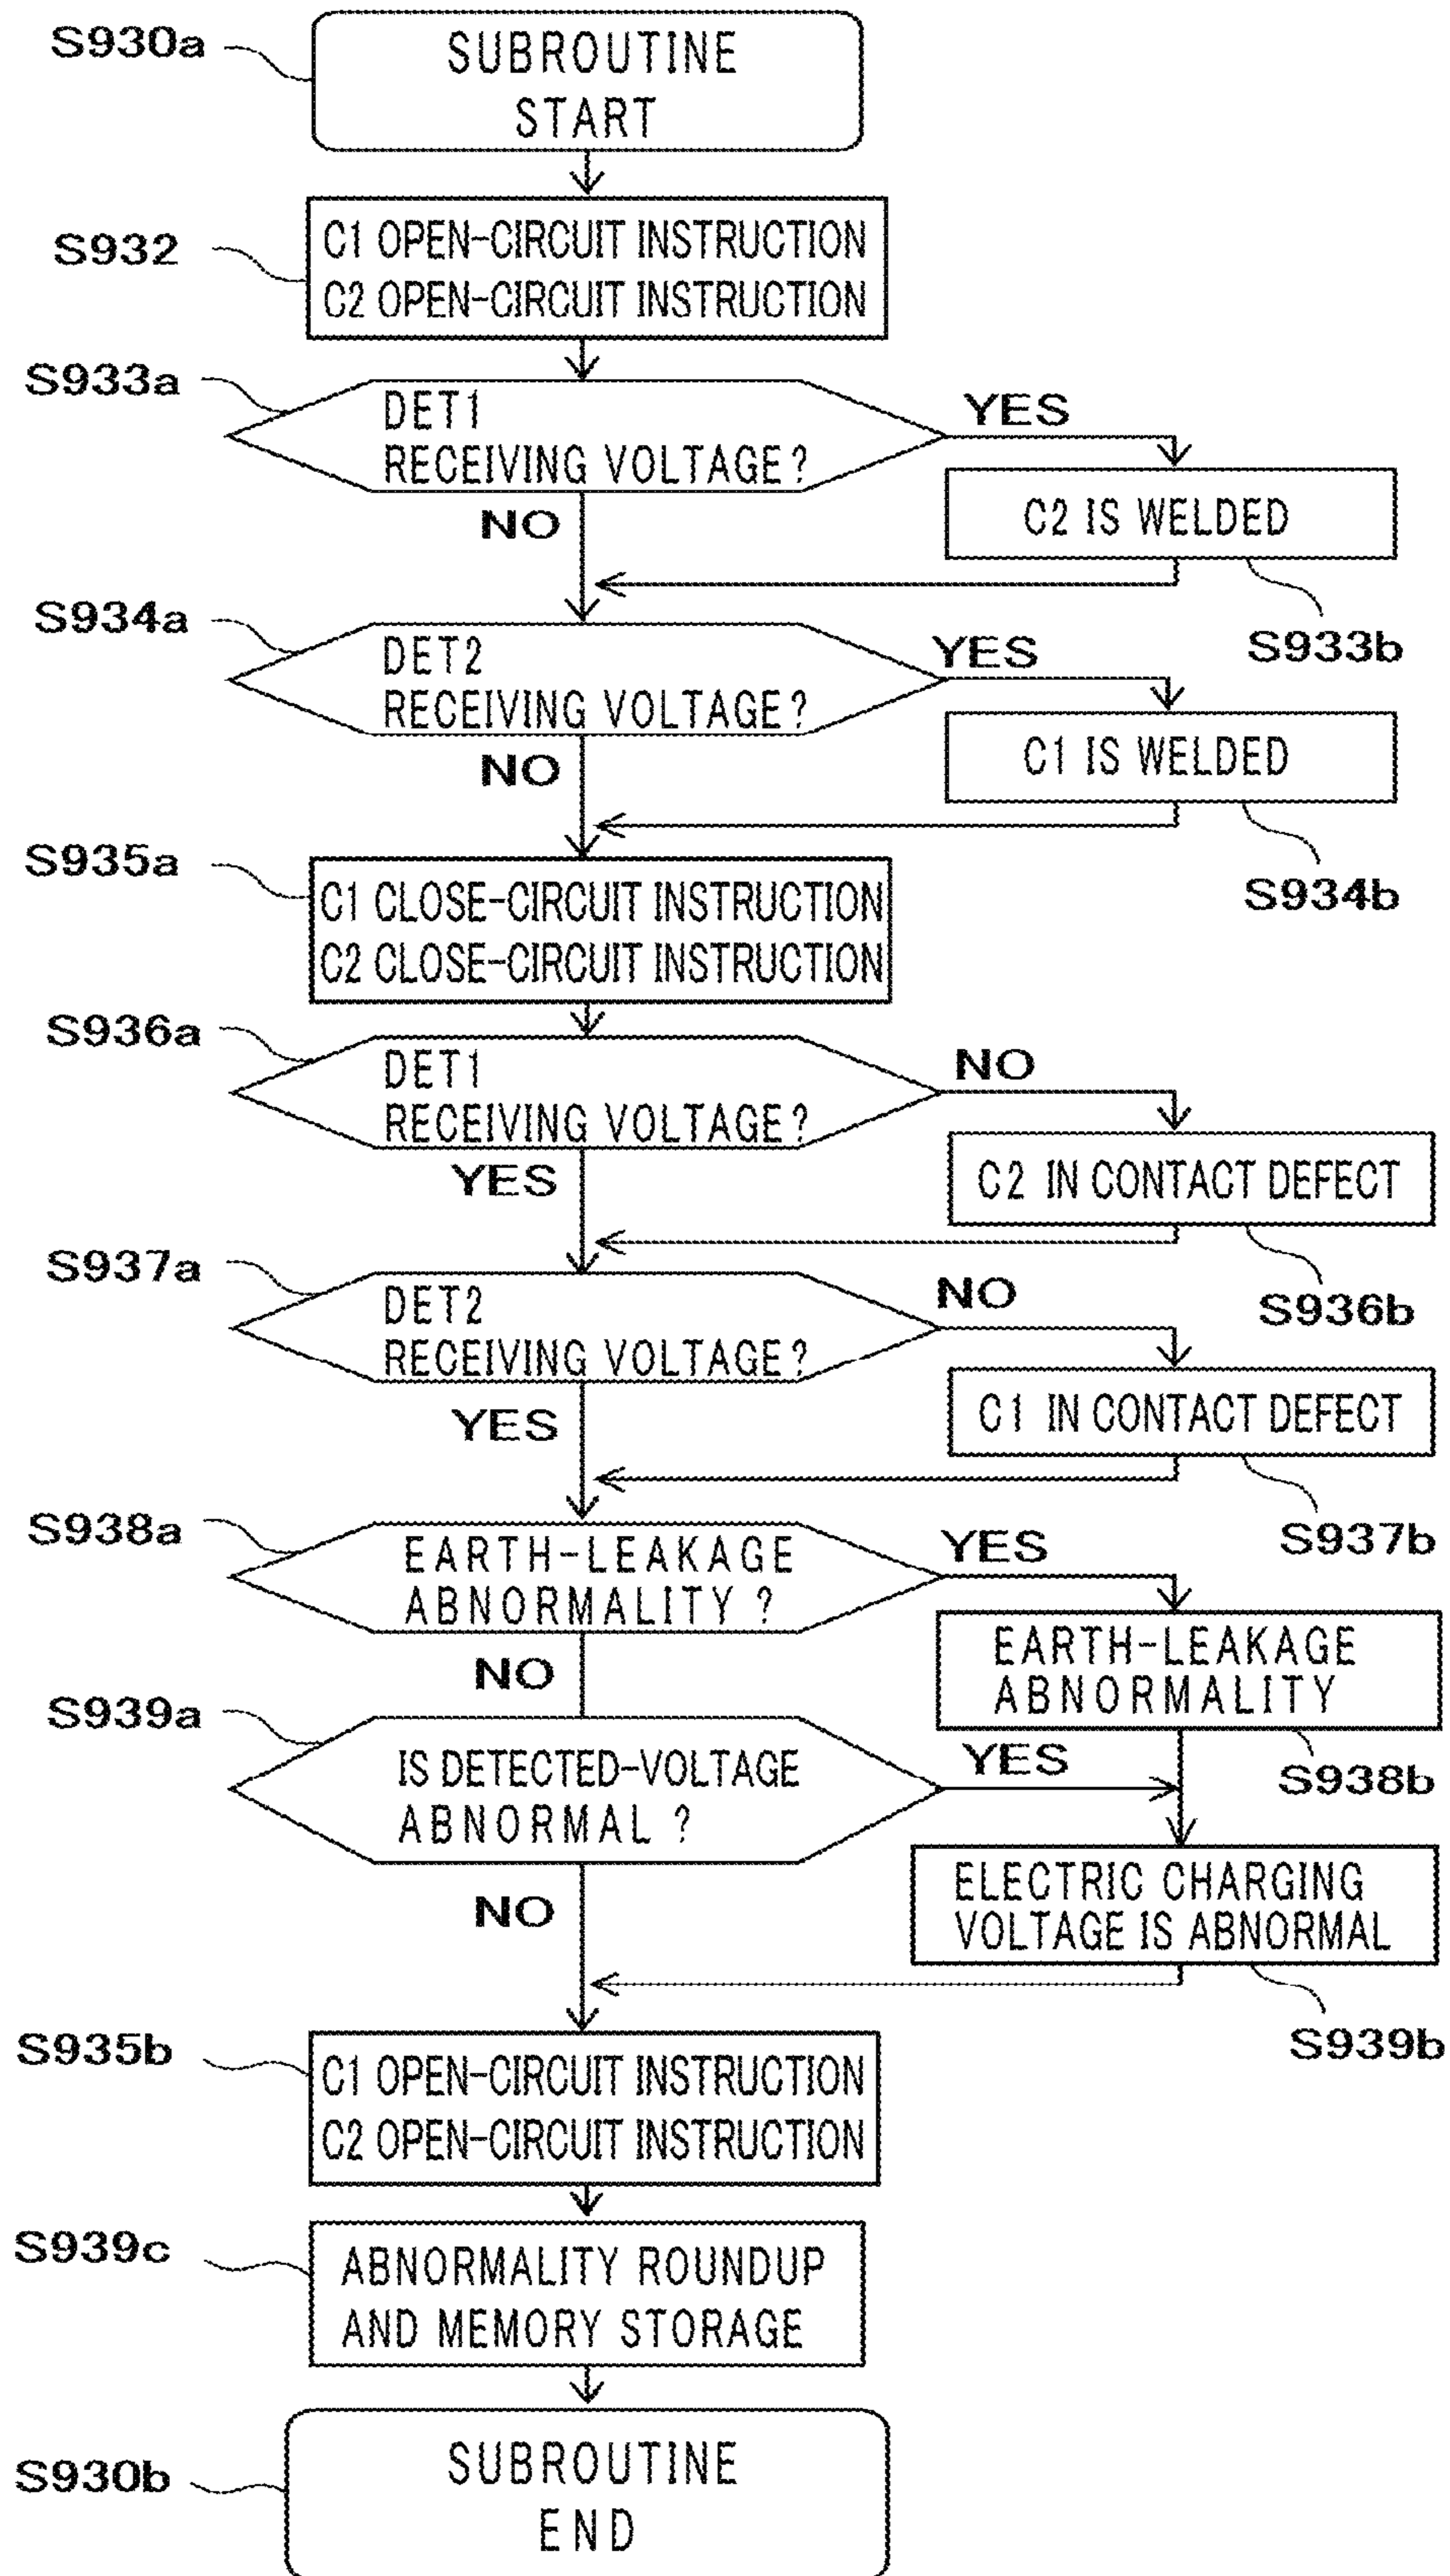 S930a
SUBROUTINE
START
S932
C1 OPEN-CIRCUIT INSTRUCTION
C2 OPEN-CIRCUIT INSTRUCTION
S933a
DET1
RECEIVING VOLTAGE?
YES
NO
C2 IS WELDED
S933b
S934a
DET2
RECEIVING VOLTAGE?
YES
NO
C1 IS WELDED
S934b
S935a
C1 CLOSE-CIRCUIT INSTRUCTION
C2 CLOSE-CIRCUIT INSTRUCTION
S936a
DET1
RECEIVING VOLTAGE?
NO
YES
C2 IN CONTACT DEFECT
S936b
S937a
DET2
RECEIVING VOLTAGE?
NO
YES
C1 IN CONTACT DEFECT
S937b
S938a
EARTH-LEAKAGE
ABNORMALITY ?
YES
NO
EARTH-LEAKAGE
ABNORMALITY
S938b
S939a
IS DETECTED-VOLTAGE
ABNORMAL ?
YES
NO
ELECTRIC CHARGING
VOLTAGE IS ABNORMAL
S939b
S935b
C1 OPEN-CIRCUIT INSTRUCTION
C2 OPEN-CIRCUIT INSTRUCTION
S939c
ABNORMALITY ROUNDUP
AND MEMORY STORAGE
S930b
SUBROUTINE
END